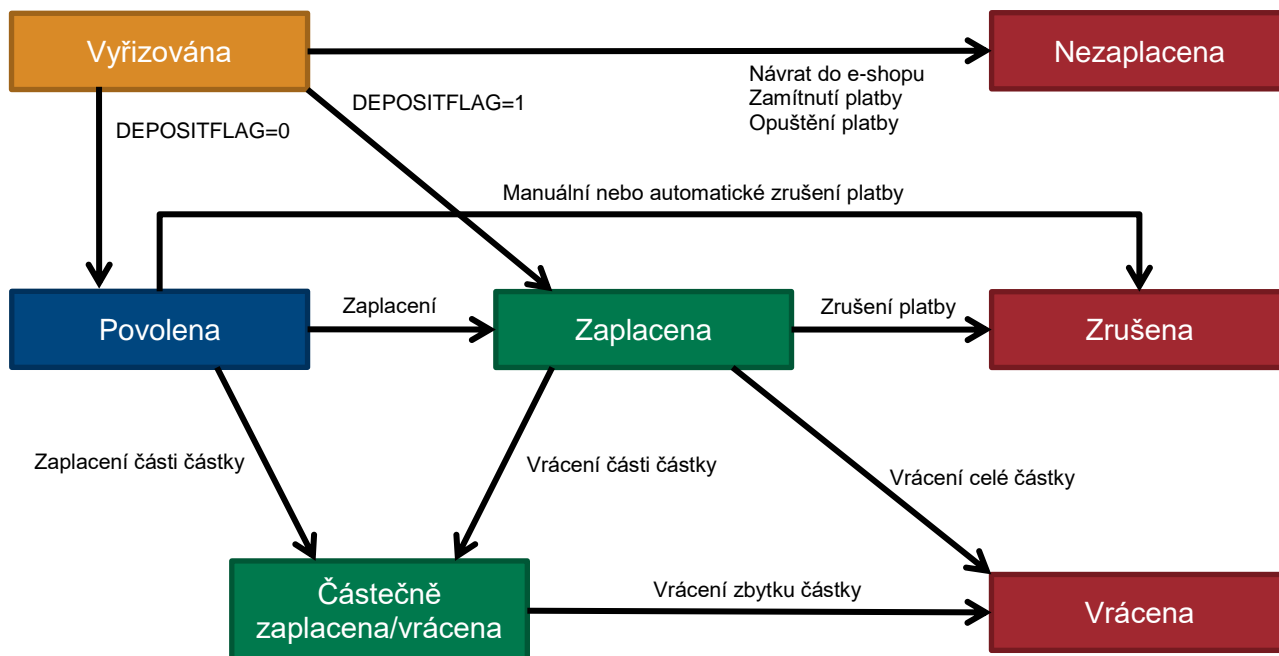 Vyřizována
Nezaplacena
Návrat do e-shopu
Zamítnutí platby
Opuštění platby
DEPOSITFLAG=1
DEPOSITFLAG=0
Manuální nebo automatické zrušení platby
Povolena
Zaplacení
Zaplacena
Zrušení platby
Zrušena
Zaplacení části částky
Vrácení části částky
Vrácení celé částky
Částečně
zaplacena/vrácena
Vrácení zbytku částky
Vrácena